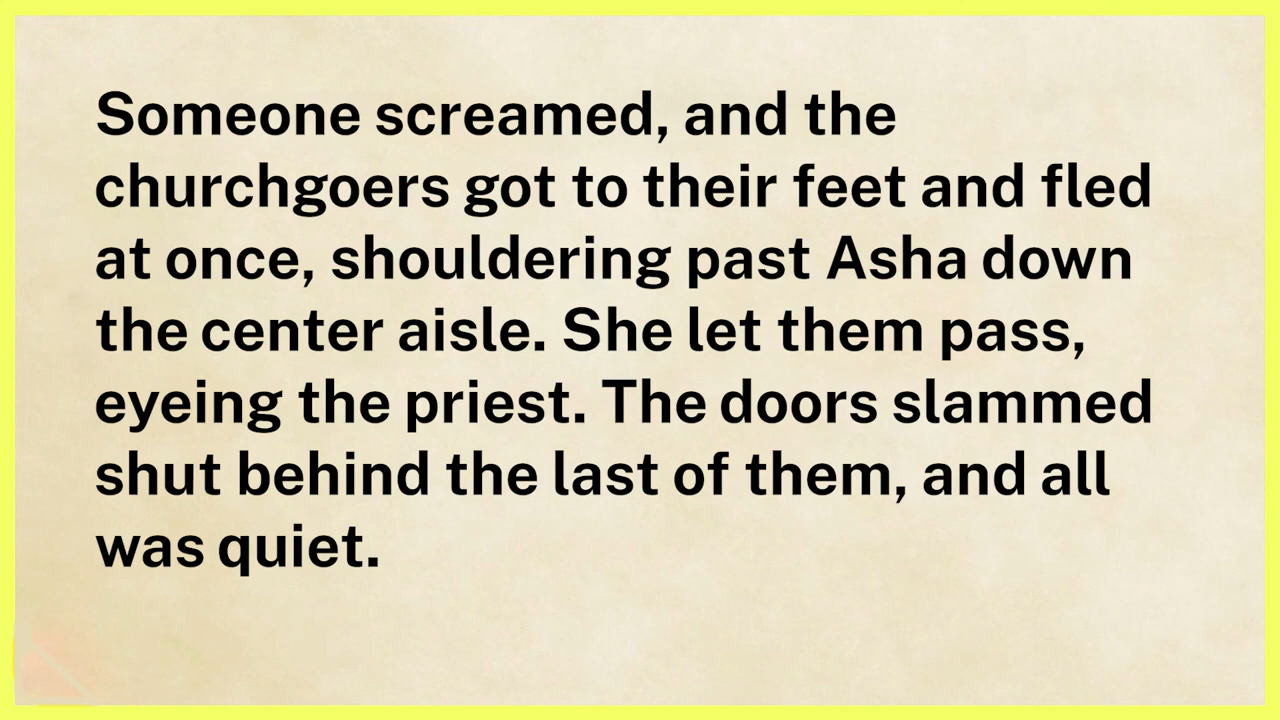 Someone screamed, and the
churchgoers got to their feet and fled
at once, shouldering past Asha down
the center aisle. She let them pass,
eyeing the priest. The doors slammed
shut behind the last of them, and all
was quiet.